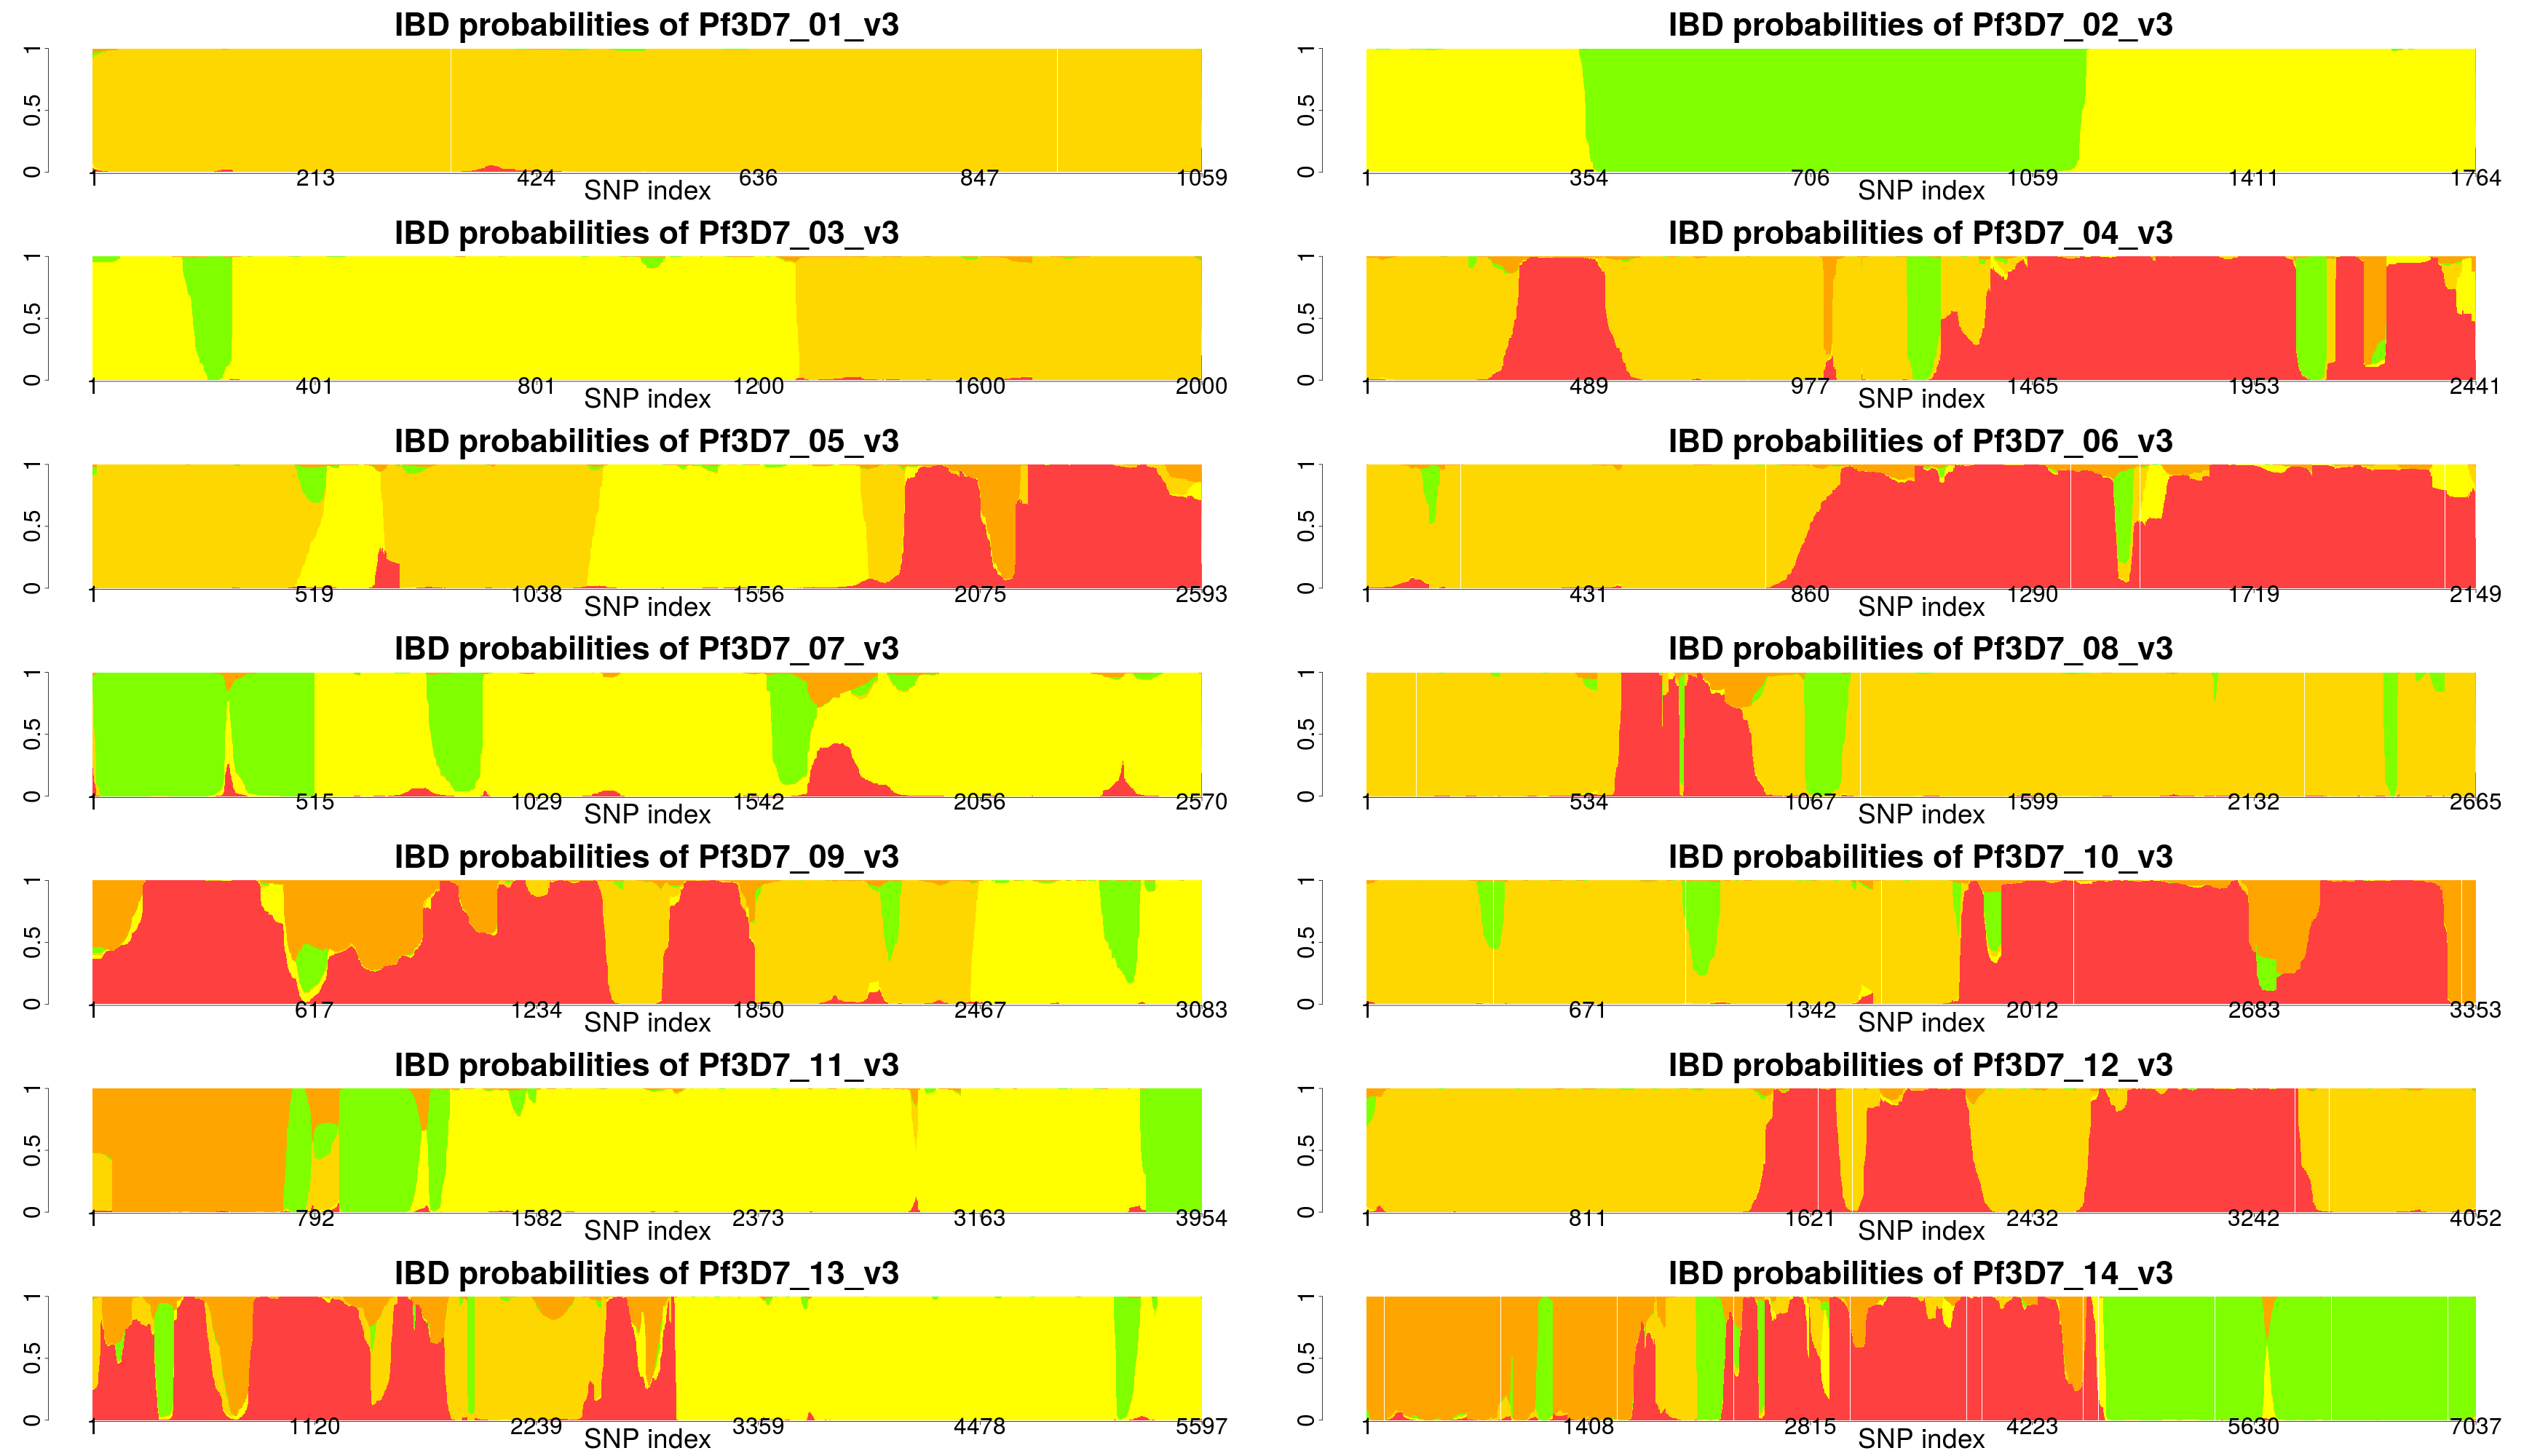 IBD probabilities of Pf3D7_01_v3
0 0.5 1
1 213 424 636 847 1059
SNP index
IBD probabilities of Pf3D7_02_v3
0 0.5 1
1 354 706 1059 1411 1764
SNP index
IBD probabilities of Pf3D7_03_v3
0 0.5 1
1 401 801 1200 1600 2000
SNP index
IBD probabilities of Pf3D7_04_v3
0 0.5 1
1 489 977 1465 1953 2441
SNP index
IBD probabilities of Pf3D7_05_v3
0 0.5 1
1 519 1038 1556 2075 2593
SNP index
IBD probabilities of Pf3D7_06_v3
0 0.5 1
1 431 860 1290 1719 2149
SNP index
IBD probabilities of Pf3D7_07_v3
0 0.5 1
1 515 1029 1542 2056 2570
SNP index
IBD probabilities of Pf3D7_08_v3
0 0.5 1
1 534 1067 1599 2132 2665
SNP index
IBD probabilities of Pf3D7_09_v3
0 0.5 1
1 617 1234 1850 2467 3083
SNP index
IBD probabilities of Pf3D7_10_v3
0 0.5 1
1 671 1342 2012 2683 3353
SNP index
IBD probabilities of Pf3D7_11_v3
0 0.5 1
1 792 1582 2373 3163 3954
SNP index
IBD probabilities of Pf3D7_12_v3
0 0.5 1
1 811 1621 2432 3242 4052
SNP index
IBD probabilities of Pf3D7_13_v3
0 0.5 1
1 1120 2239 3359 4478 5597
SNP index
IBD probabilities of Pf3D7_14_v3
0 0.5 1
1 1408 2815 4223 5630 7037
SNP index